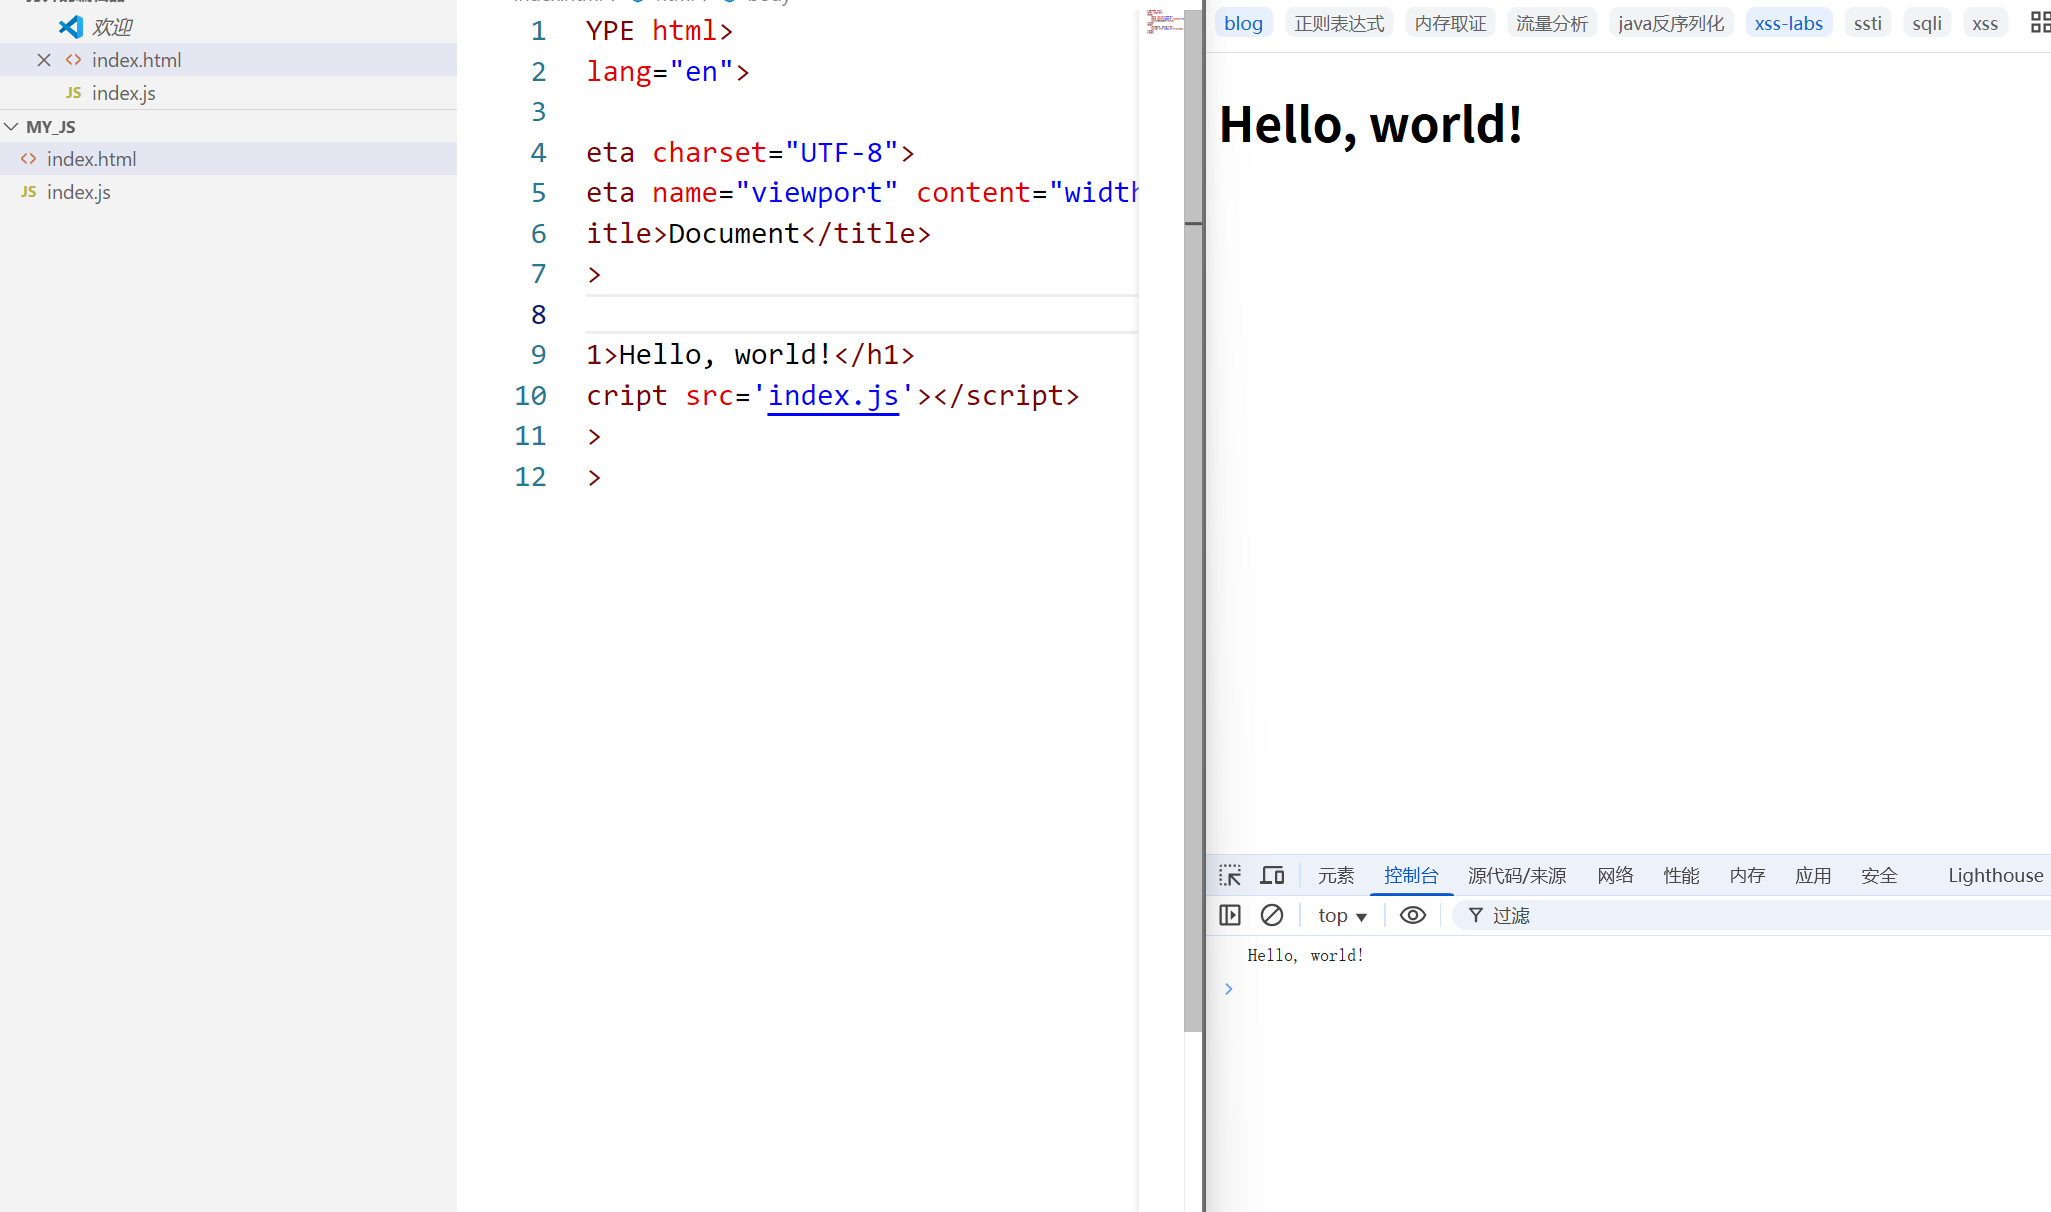 欢迎
index.html
JS index.js
MY_JS
index.html
JS index.js
1 YPE html>
2 lang="en">
3
4 eta charset="UTF-8">
5 eta name="viewport" content="width
6 itle>Document</title>
7 >
8
9 1>Hello, world!</h1>
10 cript src='index.js'></script>
11 >
12 >
blog 正则表达式 内存取证 流量分析 java反序列化 xss-labs ssti sqli xss
Hello, world!
元素 控制台 源代码/来源 网络 性能 内存 应用 安全 Lighthouse
top 过滤
Hello, world!